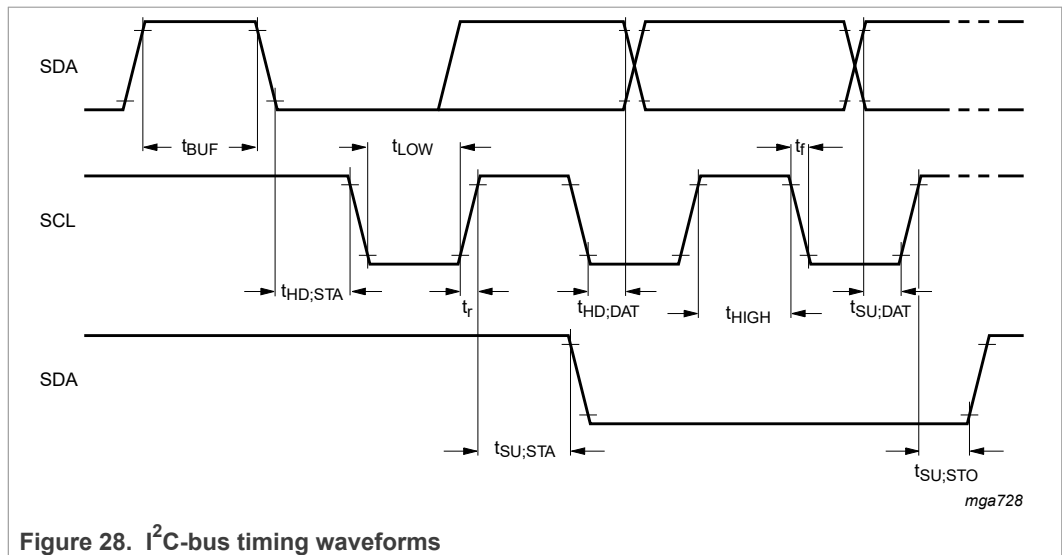 SDA
tBUF
tLOW
tf
SCL
tHD;STA
tr
tHD;DAT
tHIGH
tSU;DAT
SDA
tSU;STA
tSU;STO
mga728
Figure 28. I²C-bus timing waveforms